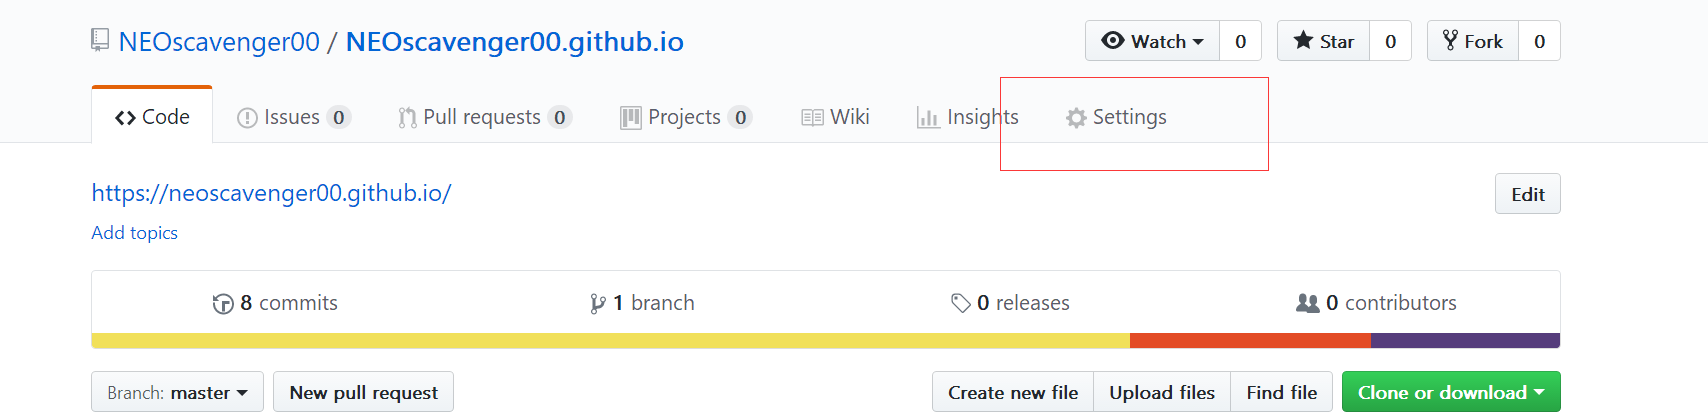 NEOscavenger00 / NEOscavenger00.github.io Watch 0 Star 0 Fork 0
Code Issues 0 Pull requests 0 Projects 0 Wiki Insights Settings
https://neoscavenger00.github.io/ Edit
Add topics
8 commits 1 branch 0 releases 0 contributors
Branch: master New pull request Create new file Upload files Find file Clone or download